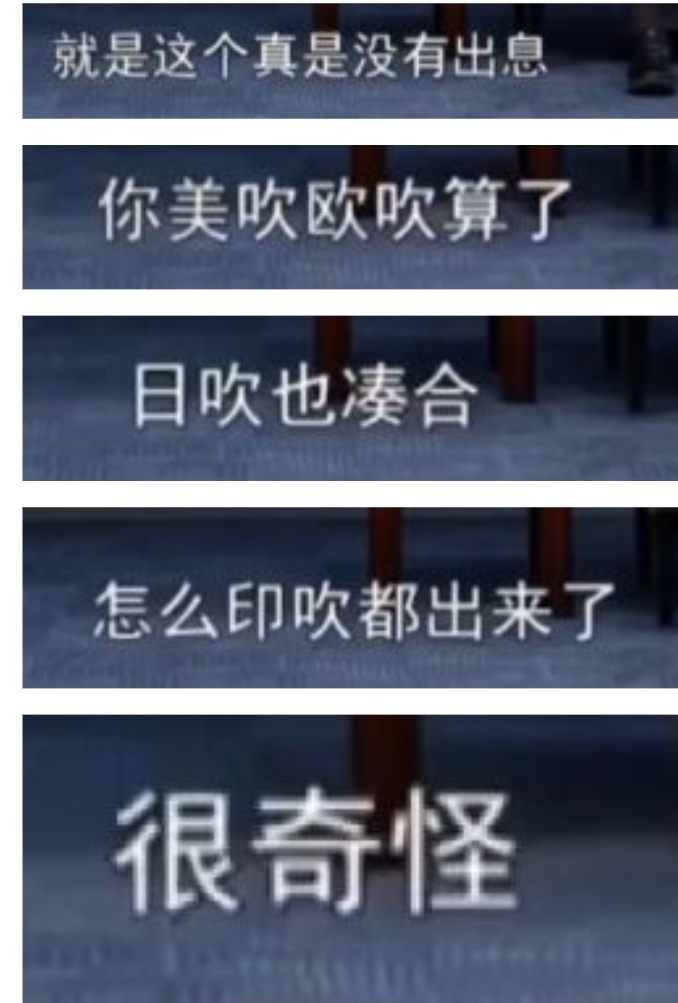 就是这个真是没有出息
你美吹欧吹算了
日吹也凑合
怎么印吹都出来了
很奇怪